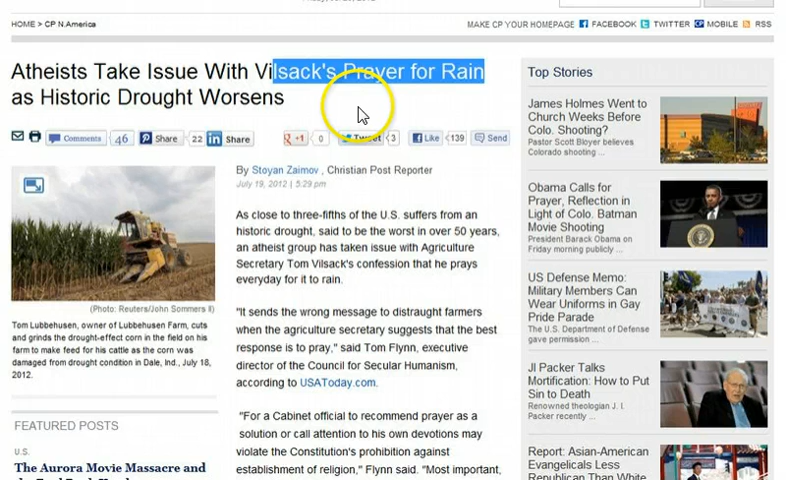 HOME > CP N.America
MAKE CP YOUR HOMEPAGE FACEBOOK TWITTER MOBILE RSS
Atheists Take Issue With Vilsack's Prayer for Rain
as Historic Drought Worsens
Comments 46 Share 22 Share +1 0 Tweet 3 Like 139 Send
By Stoyan Zaimov , Christian Post Reporter
July 19, 2012 | 5:29 pm
(Photo: Reuters/John Sommers II)
Tom Lubbehusen, owner of Lubbehusen Farm, cuts
and grinds the drought-effect corn in the field on his
farm to make feed for his cattle as the corn was
damaged from drought condition in Dale, Ind., July 18,
2012.
FEATURED POSTS
U.S.
The Aurora Movie Massacre and
As close to three-fifths of the U.S. suffers from an
historic drought, said to be the worst in over 50 years,
an atheist group has taken issue with Agriculture
Secretary Tom Vilsack's confession that he prays
everyday for it to rain.
"It sends the wrong message to distraught farmers
when the agriculture secretary suggests that the best
response is to pray," said Tom Flynn, executive
director of the Council for Secular Humanism,
according to USAToday.com.
"For a Cabinet official to recommend prayer as a
solution or call attention to his own devotions may
violate the Constitution's prohibition against
establishment of religion," Flynn said. "Most important,
Top Stories
James Holmes Went to
Church Weeks Before
Colo. Shooting?
Pastor Scott Bloyer believes
Colorado shooting ...
Obama Calls for
Prayer, Reflection in
Light of Colo. Batman
Movie Shooting
President Barack Obama on
Friday morning publicly ...
US Defense Memo:
Military Members Can
Wear Uniforms in Gay
Pride Parade
The U.S. Department of Defense
gave permission ...
JI Packer Talks
Mortification: How to Put
Sin to Death
Renowned theologian J. I.
Packer recently ...
Report: Asian-American
Evangelicals Less
Republican Than White